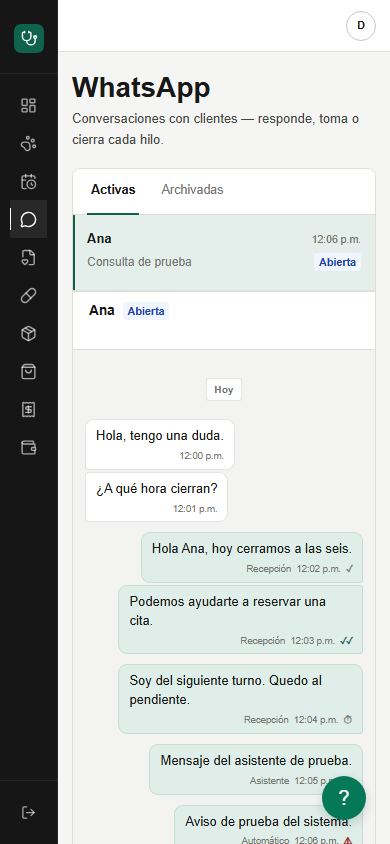 D
WhatsApp
Conversaciones con clientes — responde, toma o
cierra cada hilo.
Activas
Archivadas
Ana
12:06 p.m.
Consulta de prueba
Abierta
Ana
Abierta
Hoy
Hola, tengo una duda.
12:00 p.m.
¿A qué hora cierran?
12:01 p.m.
Hola Ana, hoy cerramos a las seis.
Recepción 12:02 p.m. ✓
Podemos ayudarte a reservar una
cita.
Recepción 12:03 p.m. ✓✓
Soy del siguiente turno. Quedo al
pendiente.
Recepción 12:04 p.m.
Mensaje del asistente de prueba.
Asistente 12:05 p.
?
Aviso de prueba del sistema.
Automático 12:06 p.m.